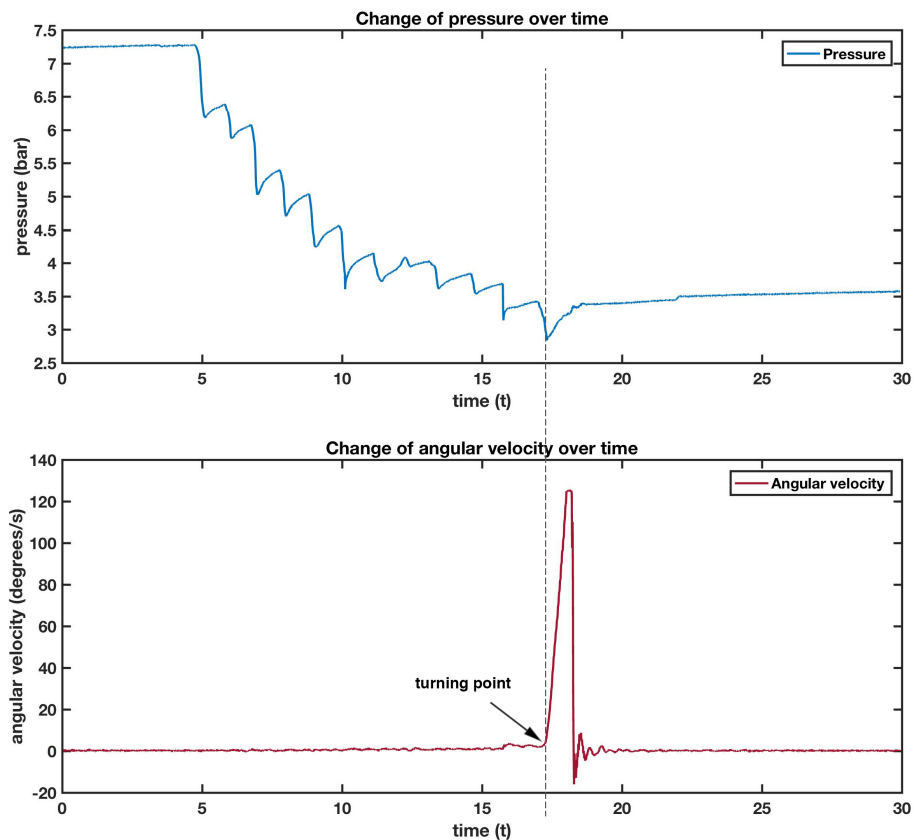 Change of pressure over time
7.5
7
6.5
6
5.5
5
4.5
4
3.5
3
2.5
pressure (bar)
Pressure
0 5 10 15 20 25 30
time (t)
Change of angular velocity over time
140
120
100
80
60
40
20
0
-20
angular velocity (degrees/s)
Angular velocity
turning point
0 5 10 15 20 25 30
time (t)